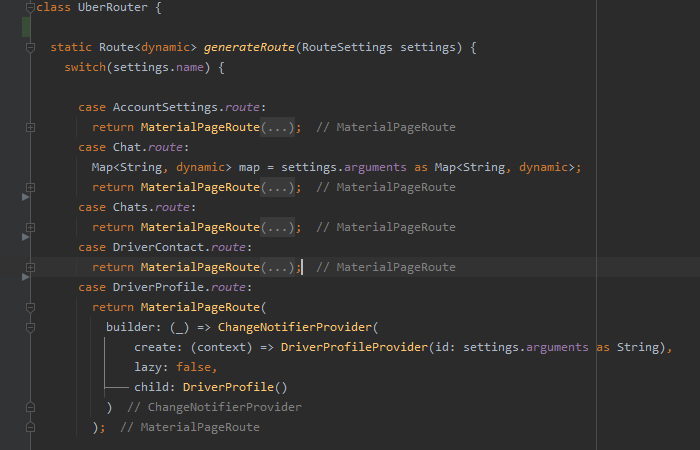 class UberRouter {
static Route<dynamic> generateRoute(RouteSettings settings) {
switch(settings.name) {
case AccountSettings.route:
return MaterialPageRoute(...); // MaterialPageRoute
case Chat.route:
Map<String, dynamic> map = settings.arguments as Map<String, dynamic>;
return MaterialPageRoute(...); // MaterialPageRoute
case Chats.route:
return MaterialPageRoute(...); // MaterialPageRoute
case DriverContact.route:
return MaterialPageRoute(...); // MaterialPageRoute
case DriverProfile.route:
return MaterialPageRoute(
builder: (_) => ChangeNotifierProvider(
create: (context) => DriverProfileProvider(id: settings.arguments as String),
lazy: false,
child: DriverProfile()
) // ChangeNotifierProvider
); // MaterialPageRoute